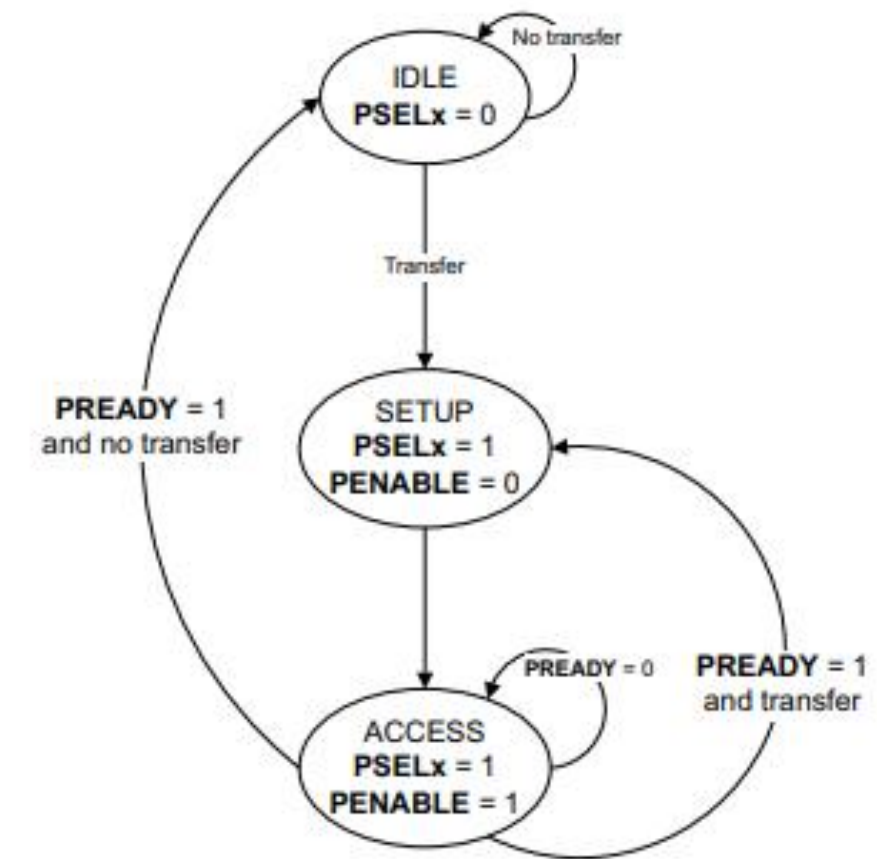 No transfer
IDLE
PSELx = 0
Transfer
PREADY = 1
and no transfer
SETUP
PSELx = 1
PENABLE = 0
PREADY = 0
PREADY = 1
and transfer
ACCESS
PSELx = 1
PENABLE = 1